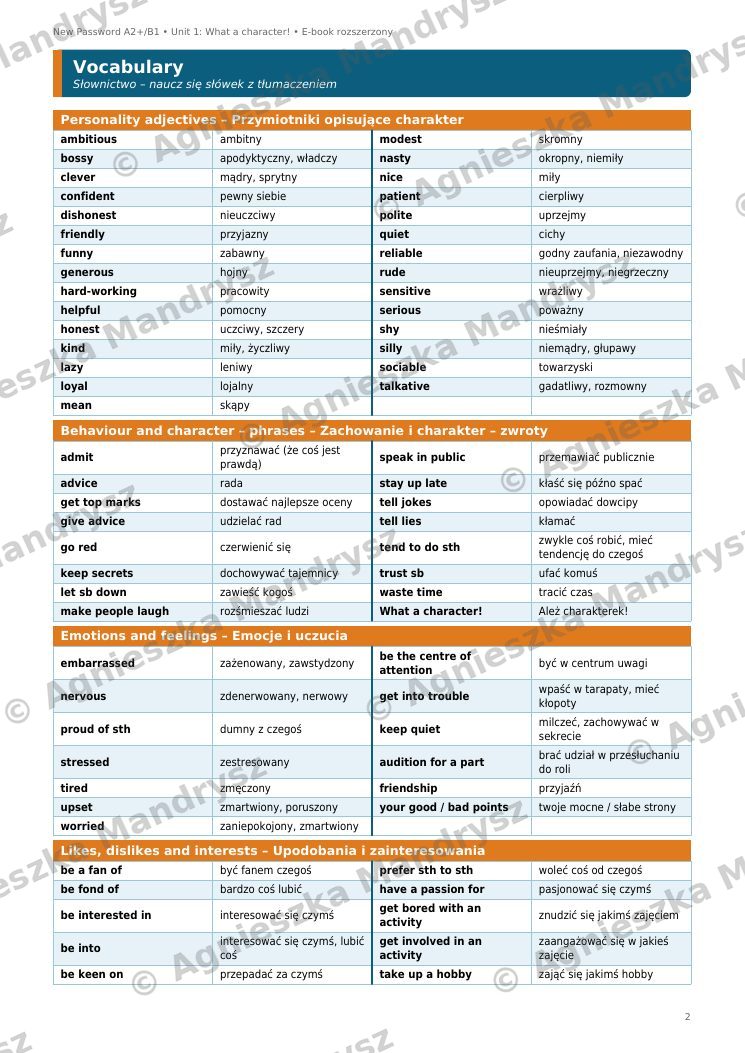 New Password A2+/B1 • Unit 1: What a character! • E-book rozszerzony
Vocabulary
Słownictwo – naucz się słówek z tłumaczeniem
Personality adjectives – Przymiotniki opisujące charakter
ambitious ambitny modest skromny
bossy apodyktyczny, władczy nasty okropny, niemiły
clever mądry, sprytny nice miły
confident pewny siebie patient cierpliwy
dishonest nieuczciwy polite uprzejmy
friendly przyjazny quiet cichy
funny zabawny reliable godny zaufania, niezawodny
generous hojny rude nieuprzejmy, niegrzeczny
hard-working pracowity sensitive wrażliwy
helpful pomocny serious poważny
honest uczciwy, szczery shy nieśmiały
kind miły, życzliwy silly niemądry, głupawy
lazy leniwy sociable towarzyski
loyal lojalny talkative gadatliwy, rozmowny
mean skąpy
Behaviour and character – phrases – Zachowanie i charakter – zwroty
admit przyznawać (że coś jest prawdą) speak in public przemawiać publicznie
advice rada stay up late kłaść się późno spać
get top marks dostawać najlepsze oceny tell jokes opowiadać dowcipy
give advice udzielać rad tell lies kłamać
go red czerwienić się tend to do sth zwykle coś robić, mieć tendencję do czegoś
keep secrets dochowywać tajemnicy trust sb ufać komuś
let sb down zawieść kogoś waste time tracić czas
make people laugh rozśmieszać ludzi What a character! Ależ charakterek!
Emotions and feelings – Emocje i uczucia
embarrassed zażenowany, zawstydzony be the centre of attention być w centrum uwagi
nervous zdenerwowany, nerwowy get into trouble wpaść w tarapaty, mieć kłopoty
proud of sth dumny z czegoś keep quiet milczeć, zachowywać w sekrecie
stressed zestresowany audition for a part brać udział w przesłuchaniu do roli
tired zmęczony friendship przyjaźń
upset zmartwiony, poruszony your good / bad points twoje mocne / słabe strony
worried zaniepokojony, zmartwiony
Likes, dislikes and interests – Upodobania i zainteresowania
be a fan of być fanem czegoś prefer sth to sth woleć coś od czegoś
be fond of bardzo coś lubić have a passion for pasjonować się czymś
be interested in interesować się czymś get bored with an activity znudzić się jakimś zajęciem
be into interesować się czymś, lubić coś get involved in an activity zaangażować się w jakieś zajęcie
be keen on przepadać za czymś take up a hobby zająć się jakimś hobby
2
© Agnieszka Mandrysz